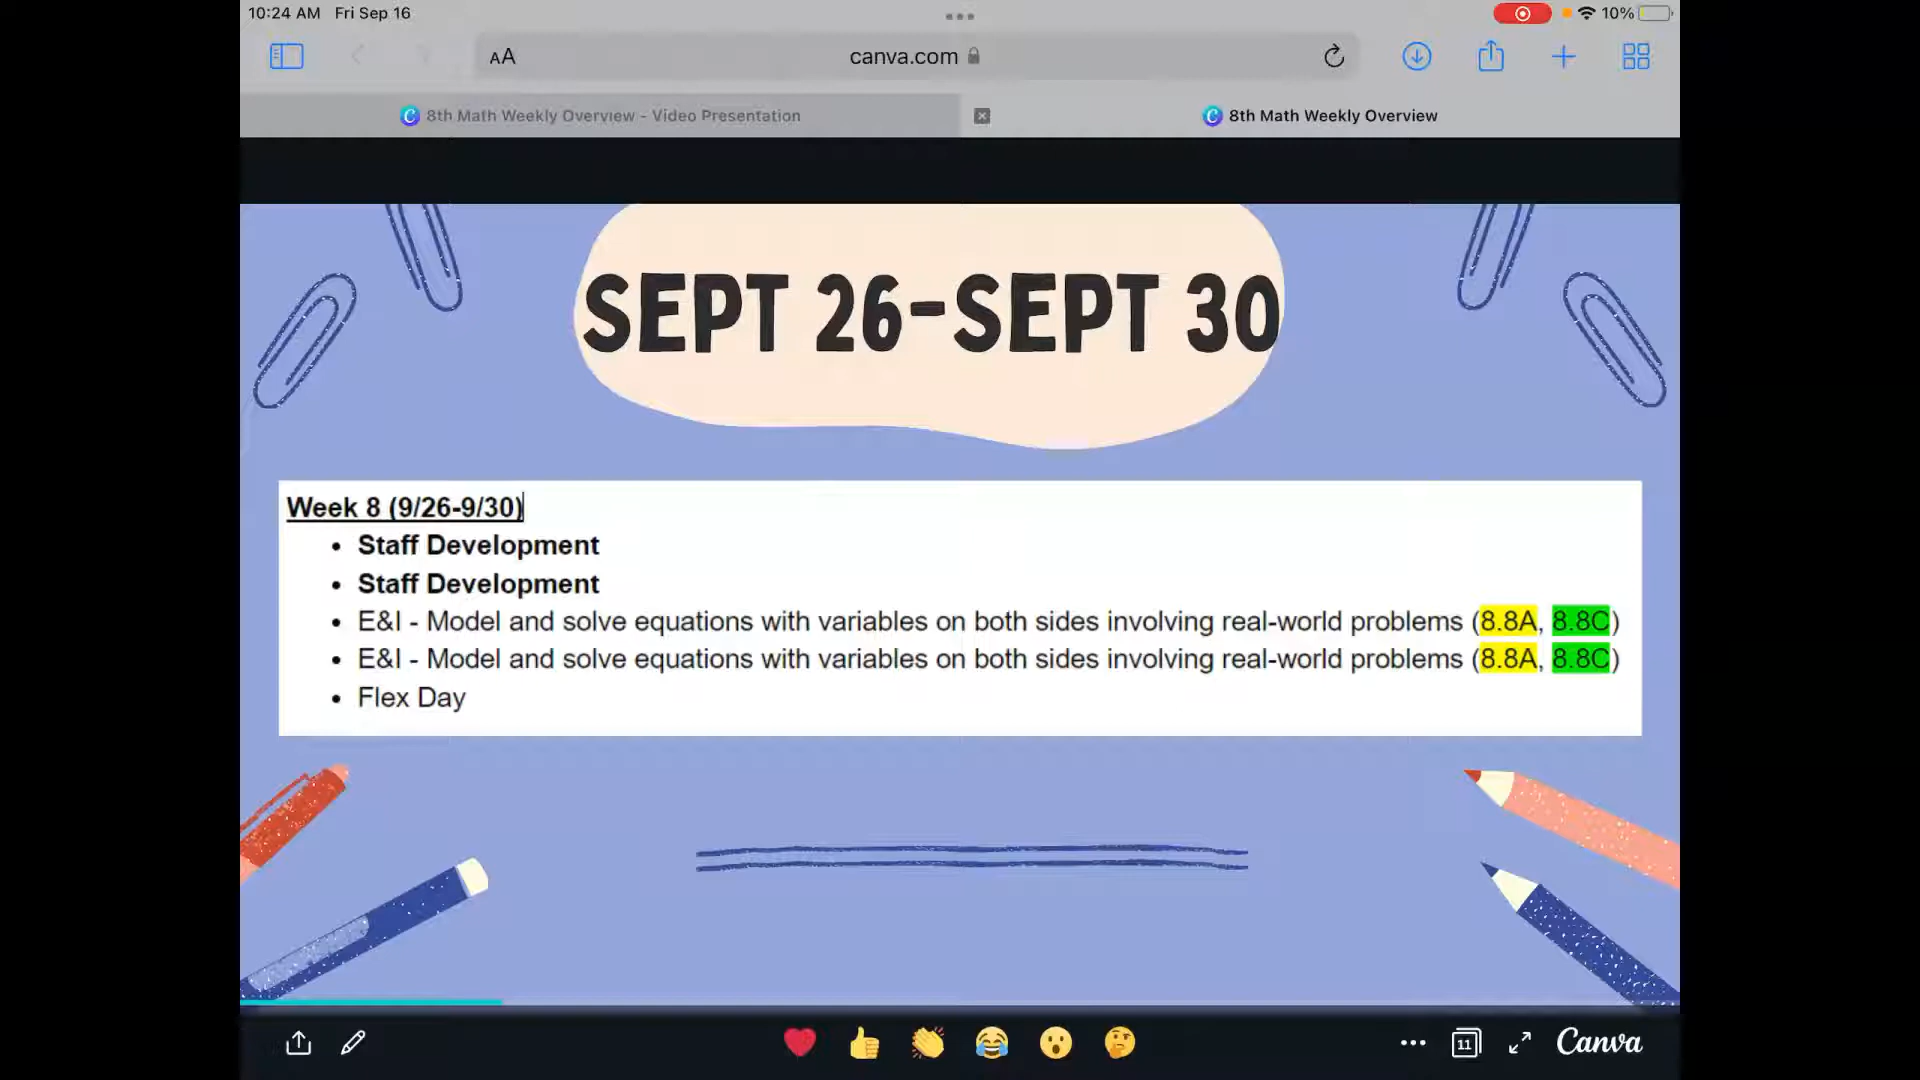 10:24 AM Fri Sep 16
10%
AA
canva.com
8th Math Weekly Overview - Video Presentation
8th Math Weekly Overview
SEPT 26-SEPT 30
Week 8 (9/26-9/30)
Staff Development
Staff Development
E&I - Model and solve equations with variables on both sides involving real-world problems (8.8A, 8.8C)
E&I - Model and solve equations with variables on both sides involving real-world problems (8.8A, 8.8C)
Flex Day
11
Canva